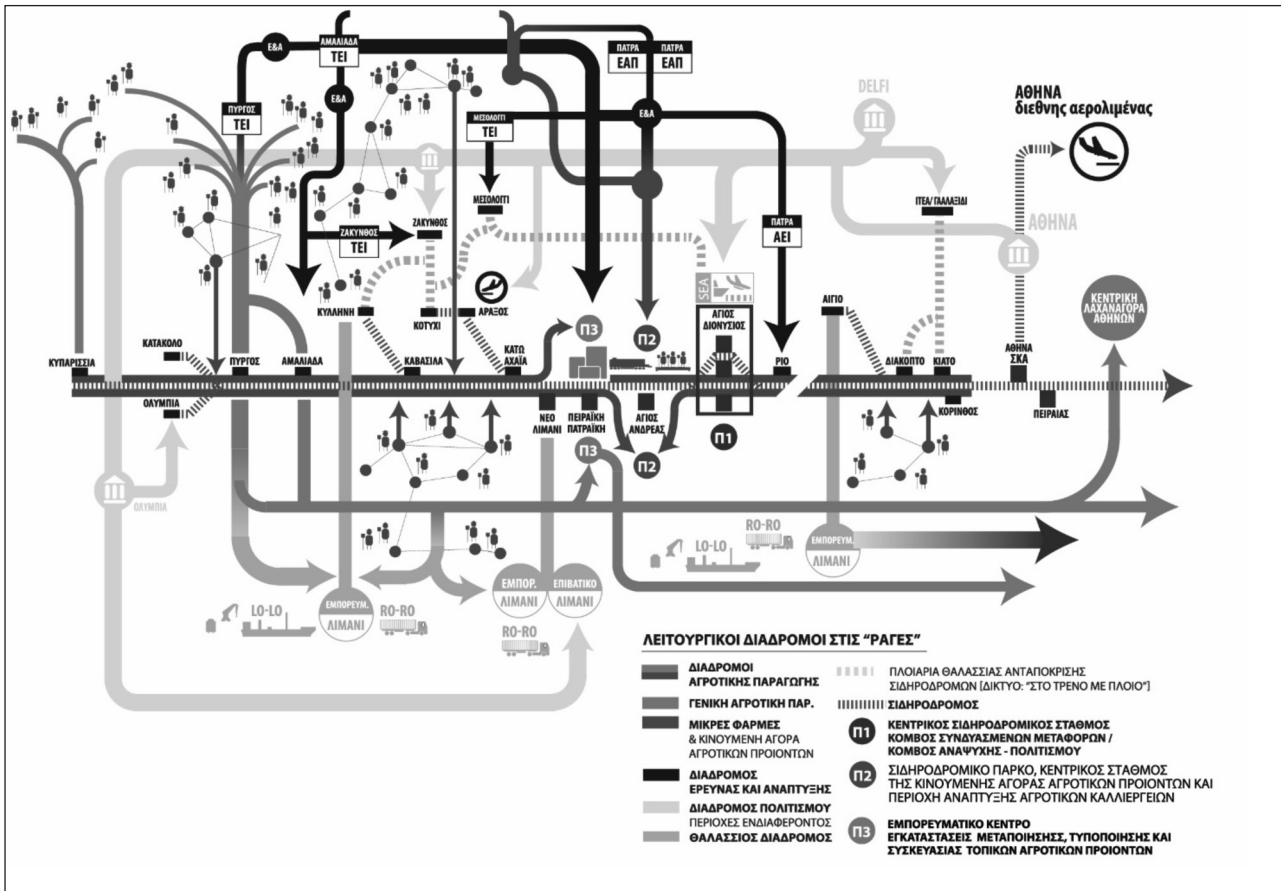 ΑΜΑΛΙΑΔΑ
ΤΕΙ
Ε&Α
ΠΑΤΡΑ
ΕΑΠ
ΠΑΤΡΑ
ΕΑΠ
ΠΥΡΓΟΣ
ΤΕΙ
Ε&Α
ΜΕΣΟΛΟΓΓΙ
ΤΕΙ
Ε&Α
DELFI
ΑΘΗΝΑ
διεθνης αερολιμένας
ΜΕΣΟΛΟΓΓΙ
ΙΤΕΑ/ΓΑΛΑΞΙΔΙ
ΖΑΚΥΝΘΟΣ
ΖΑΚΥΝΘΟΣ
ΤΕΙ
ΠΑΤΡΑ
ΑΕΙ
ΑΘΗΝΑ
SEA
ΚΥΛΛΗΝΗ
ΚΟΤΥΧΙ
ΑΡΑΞΟΣ
ΑΓΙΟΣ
ΔΙΟΝΥΣΙΟΣ
ΑΙΓΙΟ
ΚΕΝΤΡΙΚΗ
ΛΑΧΑΝΑΓΟΡΑ
ΑΘΗΝΩΝ
Π3
Π2
ΚΑΤΑΚΟΛΟ
ΚΥΠΑΡΙΣΣΙΑ
ΠΥΡΓΟΣ
ΑΜΑΛΙΑΔΑ
ΚΑΒΑΣΙΛΑ
ΚΑΤΩ
ΑΧΑΪΑ
ΡΙΟ
ΔΙΑΚΟΠΤΟ
ΚΙΑΤΟ
ΑΘΗΝΑ
ΣΚΑ
ΟΛΥΜΠΙΑ
ΝΕΟ
ΛΙΜΑΝΙ
ΠΕΙΡΑΪΚΗ
ΠΑΤΡΑΪΚΗ
ΑΓΙΟΣ
ΑΝΔΡΕΑΣ
ΚΟΡΙΝΘΟΣ
ΠΕΙΡΑΙΑΣ
Π1
Π3
Π2
ΟΛΥΜΠΙΑ
RO-RO
LO-LO
ΕΜΠΟΡΕΥΜ.
ΛΙΜΑΝΙ
ΕΜΠΟΡ.
ΛΙΜΑΝΙ
ΕΠΙΒΑΤΙΚΟ
ΛΙΜΑΝΙ
LO-LO
ΕΜΠΟΡΕΥΜ.
ΛΙΜΑΝΙ
RO-RO
RO-RO
ΛΕΙΤΟΥΡΓΙΚΟΙ ΔΙΑΔΡΟΜΟΙ ΣΤΙΣ "ΡΑΓΕΣ"
ΔΙΑΔΡΟΜΟΙ
ΑΓΡΟΤΙΚΗΣ ΠΑΡΑΓΩΓΗΣ
ΓΕΝΙΚΗ ΑΓΡΟΤΙΚΗ ΠΑΡ.
ΜΙΚΡΕΣ ΦΑΡΜΕΣ
& ΚΙΝΟΥΜΕΝΗ ΑΓΟΡΑ
ΑΓΡΟΤΙΚΩΝ ΠΡΟΙΟΝΤΩΝ
ΔΙΑΔΡΟΜΟΣ
ΕΡΕΥΝΑΣ ΚΑΙ ΑΝΑΠΤΥΞΗΣ
ΔΙΑΔΡΟΜΟΣ ΠΟΛΙΤΙΣΜΟΥ
ΠΕΡΙΟΧΕΣ ΕΝΔΙΑΦΕΡΟΝΤΟΣ
ΘΑΛΑΣΣΙΟΣ ΔΙΑΔΡΟΜΟΣ
ΠΛΟΙΑΡΙΑ ΘΑΛΑΣΣΙΑΣ ΑΝΤΑΠΟΚΡΙΣΗΣ
ΣΙΔΗΡΟΔΡΟΜΩΝ [ΔΙΚΤΥΟ: "ΣΤΟ ΤΡΕΝΟ ΜΕ ΠΛΟΙΟ"]
ΣΙΔΗΡΟΔΡΟΜΟΣ
Π1
ΚΕΝΤΡΙΚΟΣ ΣΙΔΗΡΟΔΡΟΜΙΚΟΣ ΣΤΑΘΜΟΣ
ΚΟΜΒΟΣ ΣΥΝΔΥΑΣΜΕΝΩΝ ΜΕΤΑΦΟΡΩΝ /
ΚΟΜΒΟΣ ΑΝΑΨΥΧΗΣ - ΠΟΛΙΤΙΣΜΟΥ
Π2
ΣΙΔΗΡΟΔΡΟΜΙΚΟ ΠΑΡΚΟ, ΚΕΝΤΡΙΚΟΣ ΣΤΑΘΜΟΣ
ΤΗΣ ΚΙΝΟΥΜΕΝΗΣ ΑΓΟΡΑΣ ΑΓΡΟΤΙΚΩΝ ΠΡΟΙΟΝΤΩΝ ΚΑΙ
ΠΕΡΙΟΧΗ ΑΝΑΠΤΥΞΗΣ ΑΓΡΟΤΙΚΩΝ ΚΑΛΛΙΕΡΓΕΙΩΝ
Π3
ΕΜΠΟΡΕΥΜΑΤΙΚΟ ΚΕΝΤΡΟ
ΕΓΚΑΤΑΣΤΑΣΕΙΣ ΜΕΤΑΠΟΙΗΣΗΣΣ, ΤΥΠΟΠΟΙΗΣΗΣ ΚΑΙ
ΣΥΣΚΕΥΑΣΙΑΣ ΤΟΠΙΚΩΝ ΑΓΡΟΤΙΚΩΝ ΠΡΟΙΟΝΤΩΝ